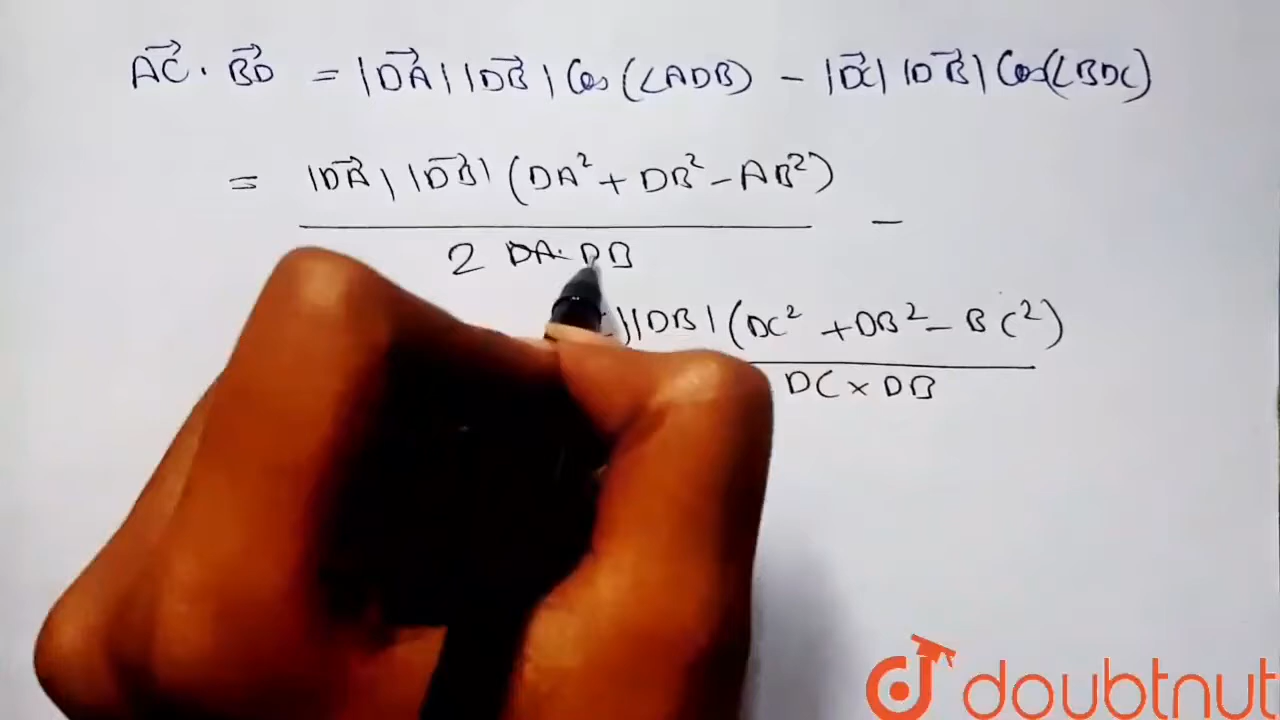 AC⃗ · BD⃗ = |DA⃗| |DB⃗| Cos (∠ADB) - |DC⃗| |DB⃗| Cos(∠BDC)
= |DA⃗| |DB⃗| (DA² + DB² - AB²) -
2 DA· DB
||DB| (DC² + DB² - BC²)
DC × DB
doubtnut